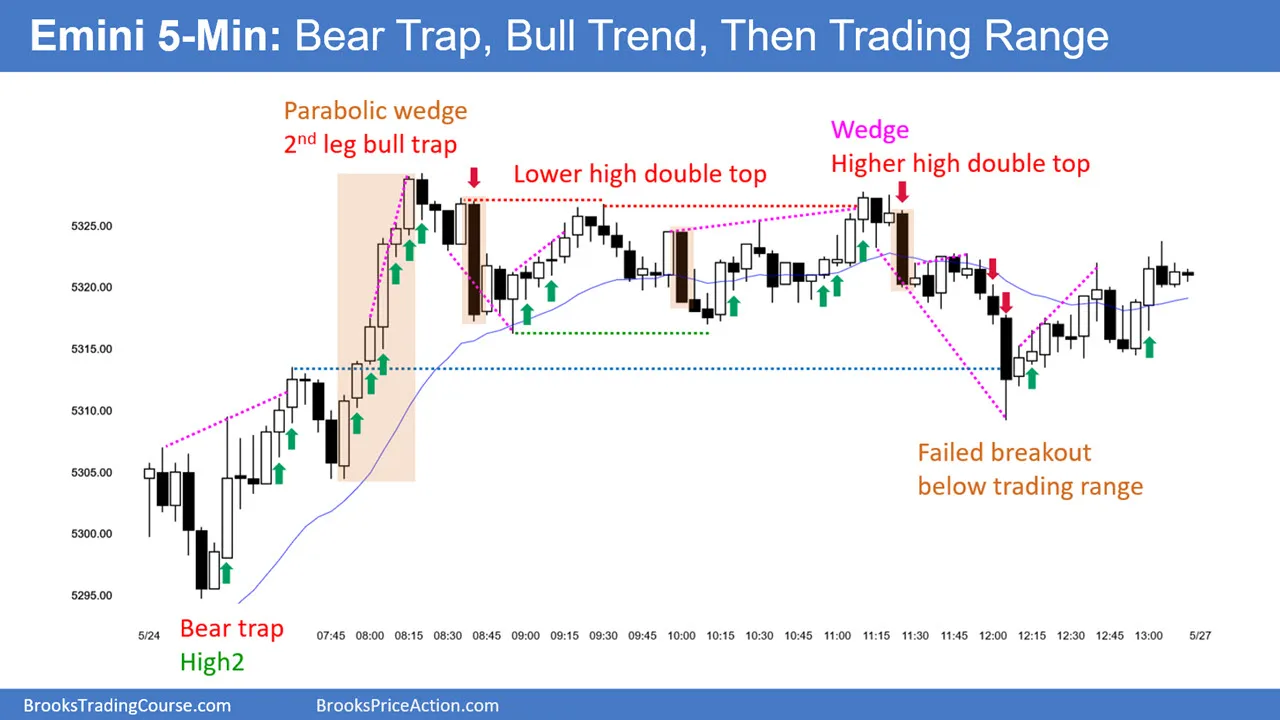 Emini 5-Min: Bear Trap, Bull Trend, Then Trading Range
Parabolic wedge
2nd leg bull trap
Lower high double top
Wedge
Higher high double top
5325.00
5320.00
5315.00
5310.00
5305.00
5300.00
5295.00
Failed breakout
below trading range
5/24
07:45
08:00
08:15
08:30
08:45
09:00
09:15
09:30
09:45
10:00
10:15
10:30
10:45
11:00
11:15
11:30
11:45
12:00
12:15
12:30
12:45
13:00
5/27
Bear trap
High2
BrooksTradingCourse.com
BrooksPriceAction.com